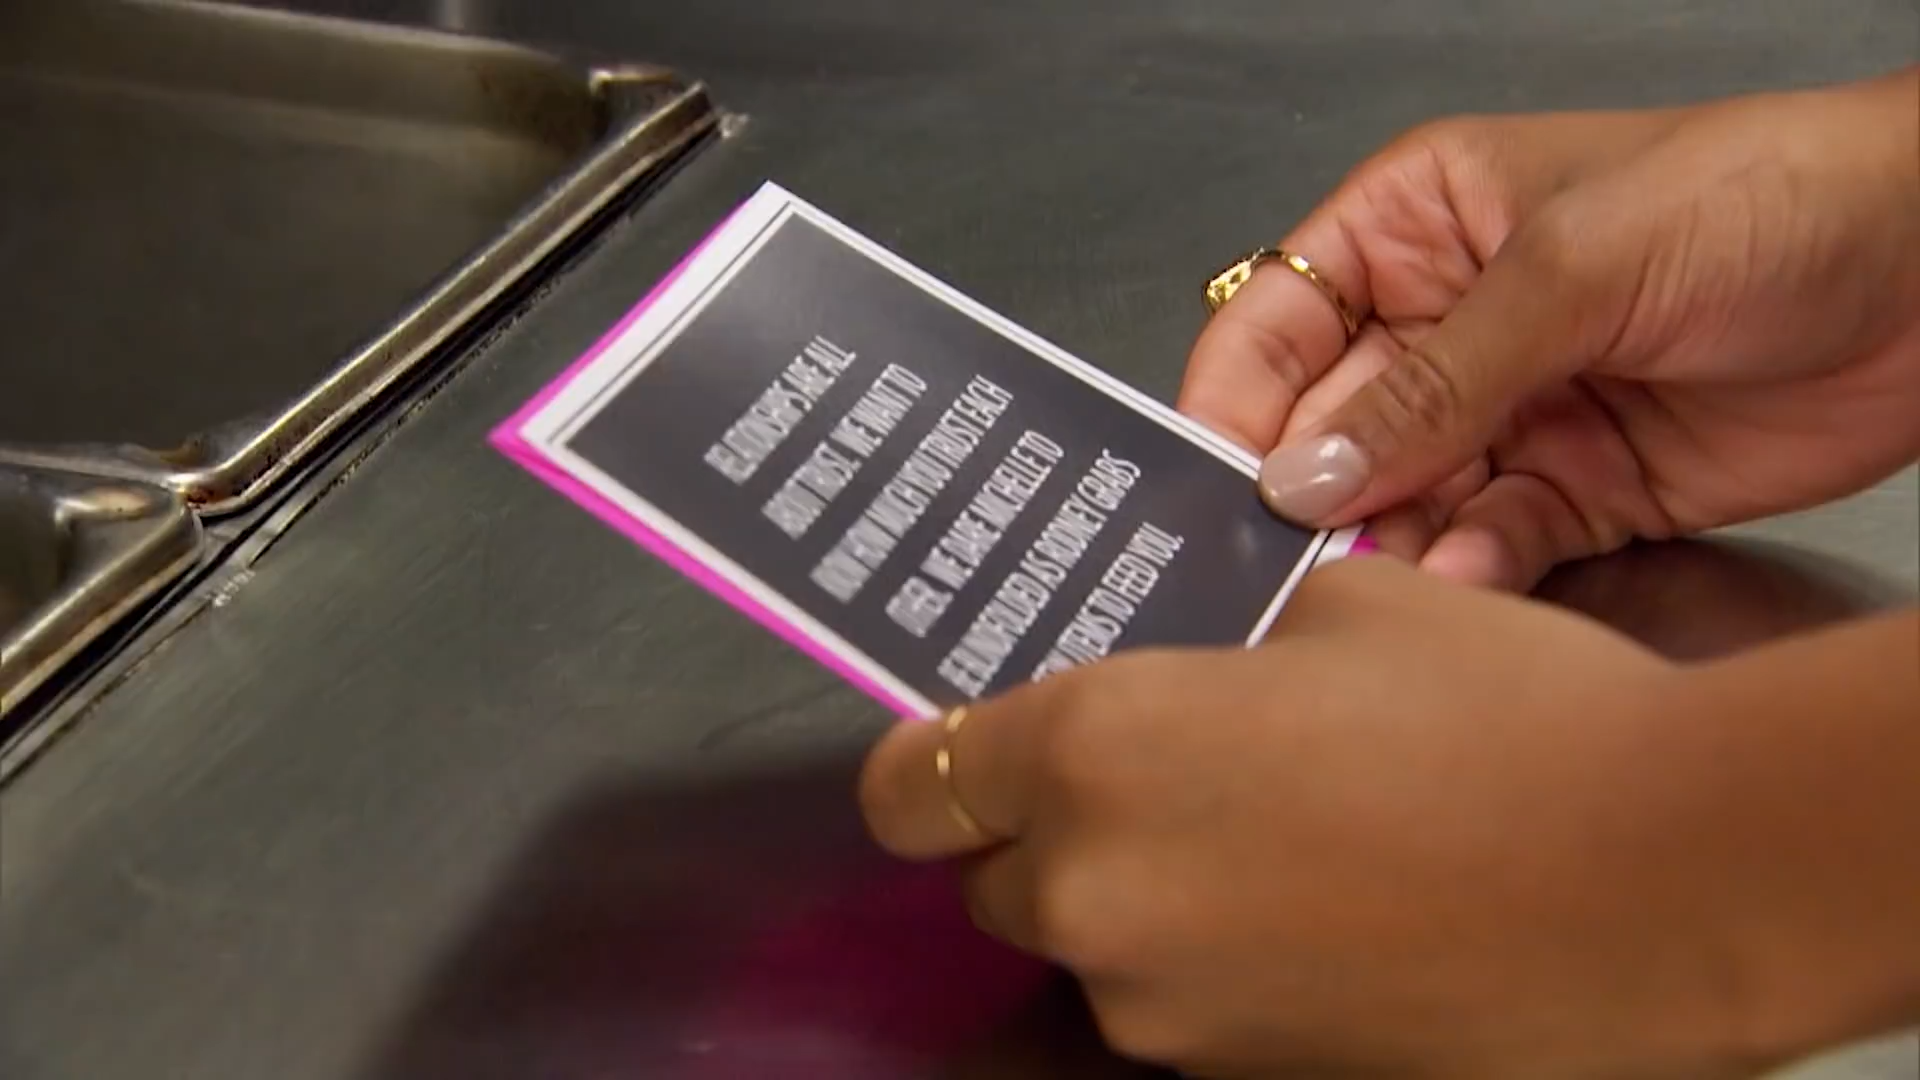 RELATIONSHIPS ARE ALL
ABOUT TRUST. WE WANT TO
KNOW HOW MUCH YOU TRUST EACH
OTHER. WE DARE MICHELLE TO
BE BLINDFOLDED AS RODNEY GRABS
ITEMS TO FEED YOU.